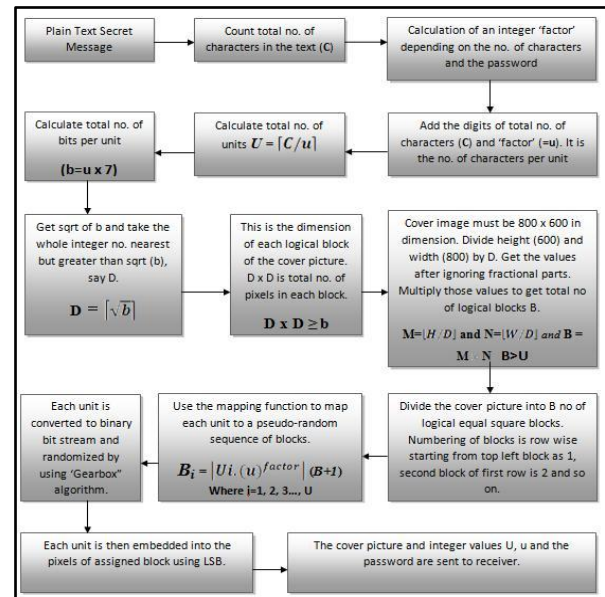 Plain Text Secret
Message
Count total no. of
characters in the text (C)
Calculation of an integer ‘factor’
depending on the no. of characters
and the password
Add the digits of total no. of
characters (C) and ‘factor’ (=u). It is
the no. of characters per unit
Calculate total no. of
units U = ⌈C/u⌉
Calculate total no. of
bits per unit
(b=u x 7)
Get sqrt of b and take the
whole integer no. nearest
but greater than sqrt (b),
say D.
D = ⌈√b⌉
This is the dimension
of each logical block
of the cover picture.
D x D is total no. of
pixels in each block.
D x D ≥ b
Cover image must be 800 x 600 in
dimension. Divide height (600) and
width (800) by D. Get the values
after ignoring fractional parts.
Multiply those values to get total no
of logical blocks B.
M=⌊H/D⌋ and N=⌊W/D⌋ and B =
M · N B>U
Divide the cover picture into B no of
logical equal square blocks.
Numbering of blocks is row wise
starting from top left block as 1,
second block of first row is 2 and so
on.
Use the mapping function to map
each unit to a pseudo-random
sequence of blocks.
Bi = |Ui.(u)^factor| (B+1)
Where i=1, 2, 3..., U
Each unit is
converted to binary
bit stream and
randomized by
using ‘Gearbox”
algorithm.
Each unit is then embedded into the
pixels of assigned block using LSB.
The cover picture and integer values U, u and the
password are sent to receiver.